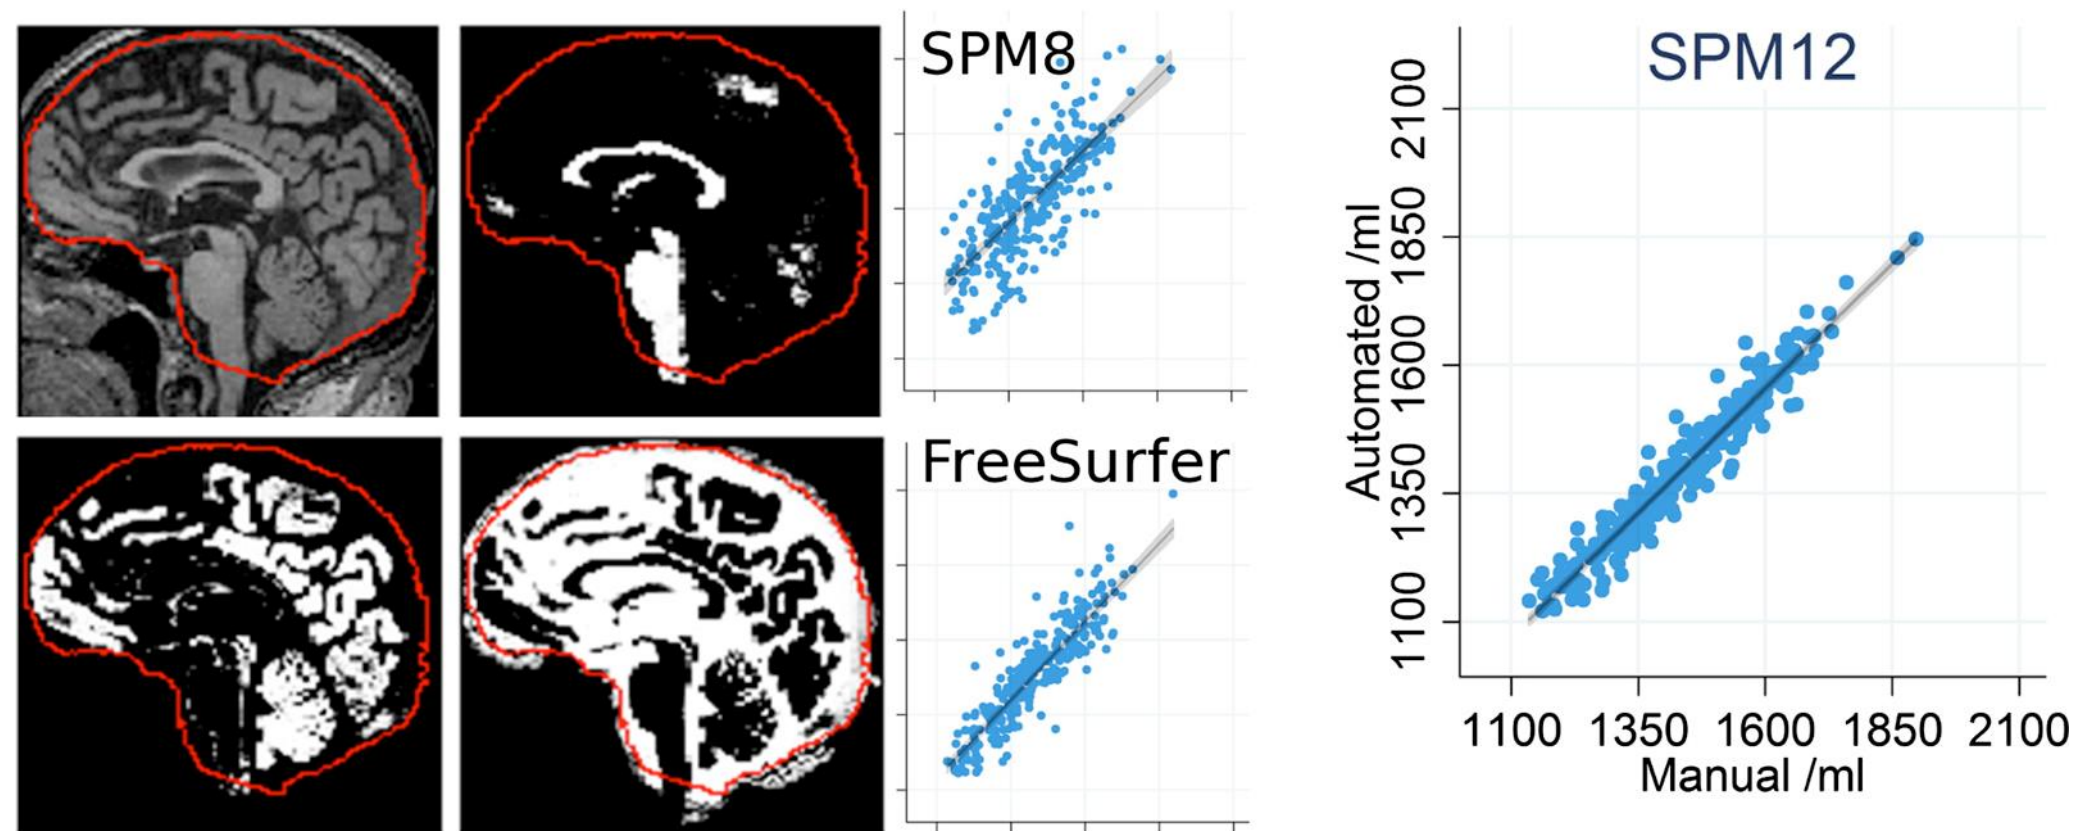 SPM8
FreeSurfer
SPM12
Automated /ml
2100
1850
1600
1350
1100
1100 1350 1600 1850 2100
Manual /ml